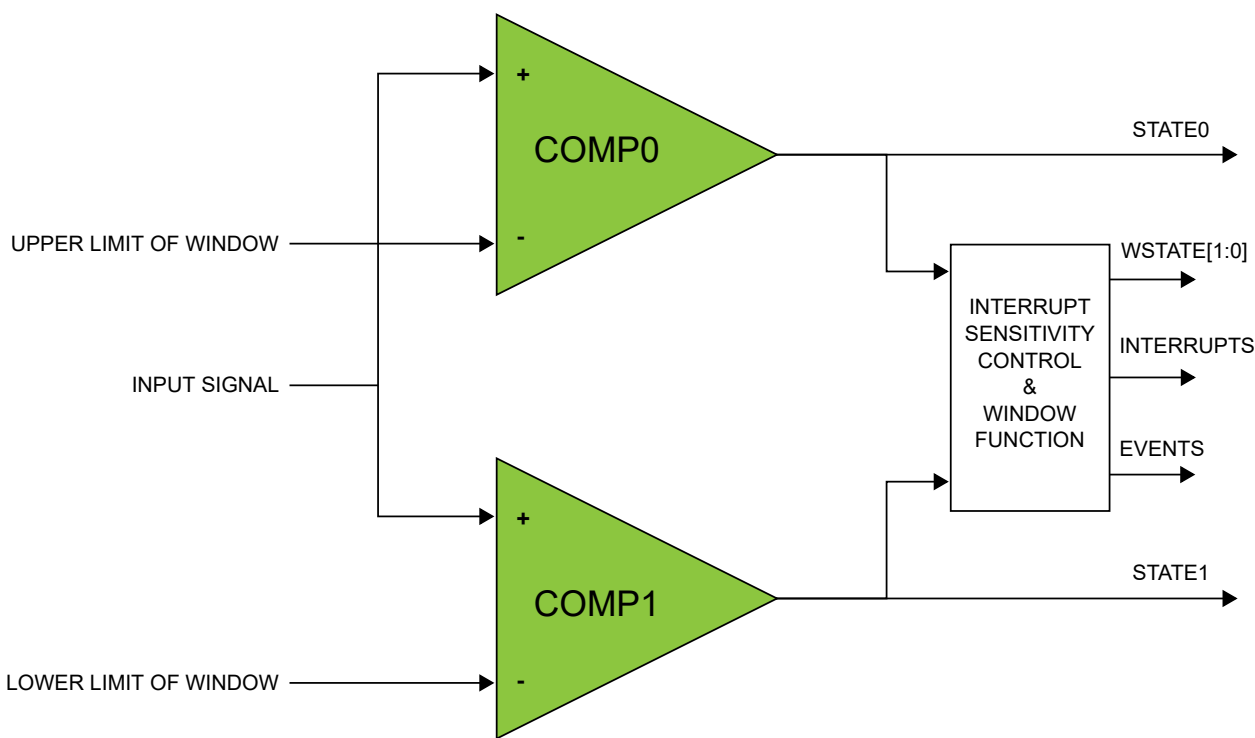 +
COMP0
-
STATE0
UPPER LIMIT OF WINDOW
WSTATE[1:0]
INTERRUPT
SENSITIVITY
CONTROL
&
WINDOW
FUNCTION
INTERRUPTS
EVENTS
INPUT SIGNAL
+
COMP1
-
STATE1
LOWER LIMIT OF WINDOW